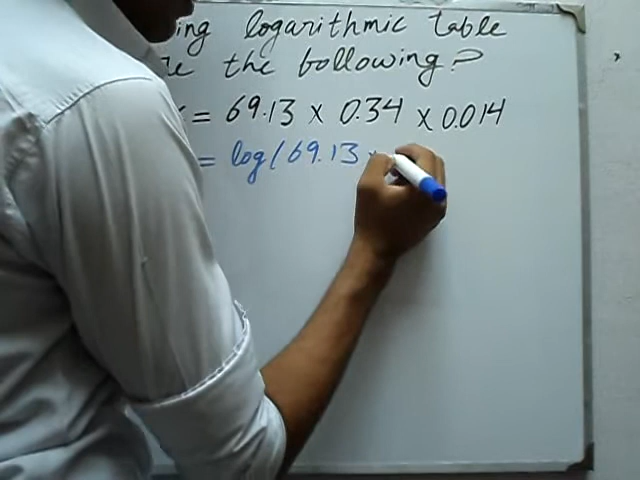 ing logarithmic table
the following?
= 69.13 x 0.34 x 0.014
= log(69.13